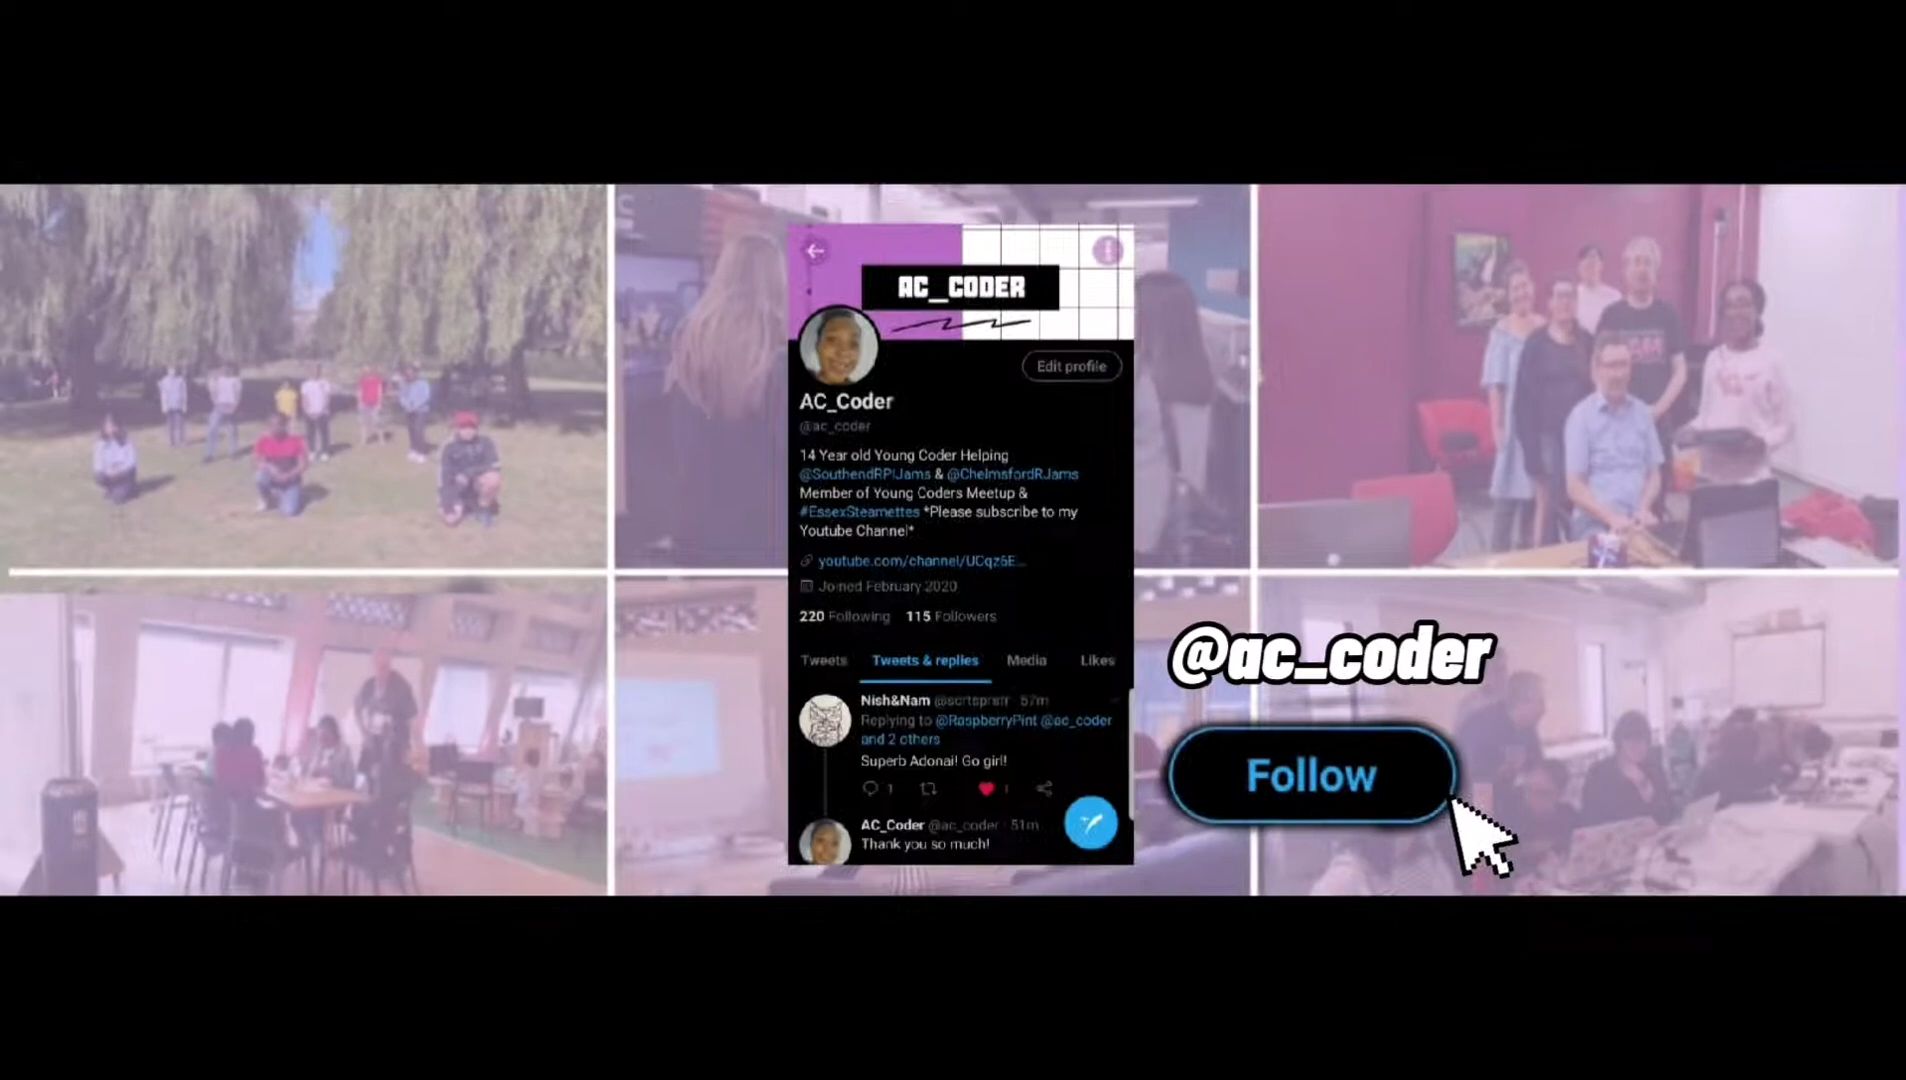 AC_CODER
Edit profile
AC_Coder
@ac_coder
14 Year old Young Coder Helping
@SouthendRPIJams & @ChelmsfordRJams
Member of Young Coders Meetup &
#EssexSteamettes *Please subscribe to my
Youtube Channel*
youtube.com/channel/UCqz6E...
Joined February 2020
220 Following 115 Followers
Tweets Tweets & replies Media Likes
Nish&Nam 57m
Replying to @RaspberryPint @ac_coder
and 2 others
Superb Adonai! Go girl!
1 1
AC_Coder @ac_coder · 51m
Thank you so much!
@ac_coder
Follow